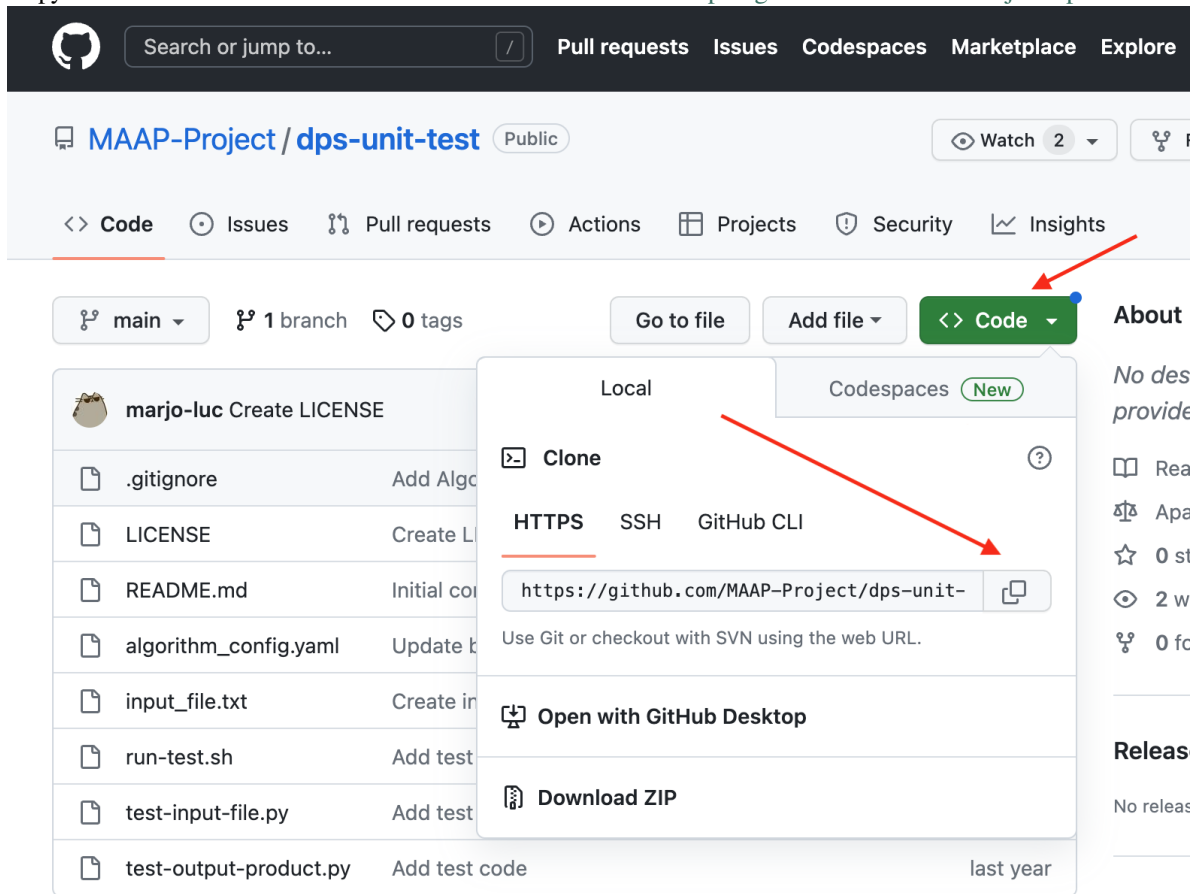 Search or jump to... / Pull requests Issues Codespaces Marketplace Explore
MAAP-Project / dps-unit-test Public Watch 2
<> Code Issues Pull requests Actions Projects Security Insights
main 1 branch 0 tags Go to file Add file <> Code About
Local Codespaces New
No des
provide
marjo-luc Create LICENSE
Clone
.gitignore Add Algo
Rea
HTTPS SSH GitHub CLI
Apa
LICENSE Create LI
0 st
README.md Initial co
https://github.com/MAAP-Project/dps-unit-
2 w
Use Git or checkout with SVN using the web URL.
algorithm_config.yaml Update b
0 fo
input_file.txt Create in
Open with GitHub Desktop
run-test.sh Add test
Releas
Download ZIP
test-input-file.py Add test
No releas
test-output-product.py Add test code last year